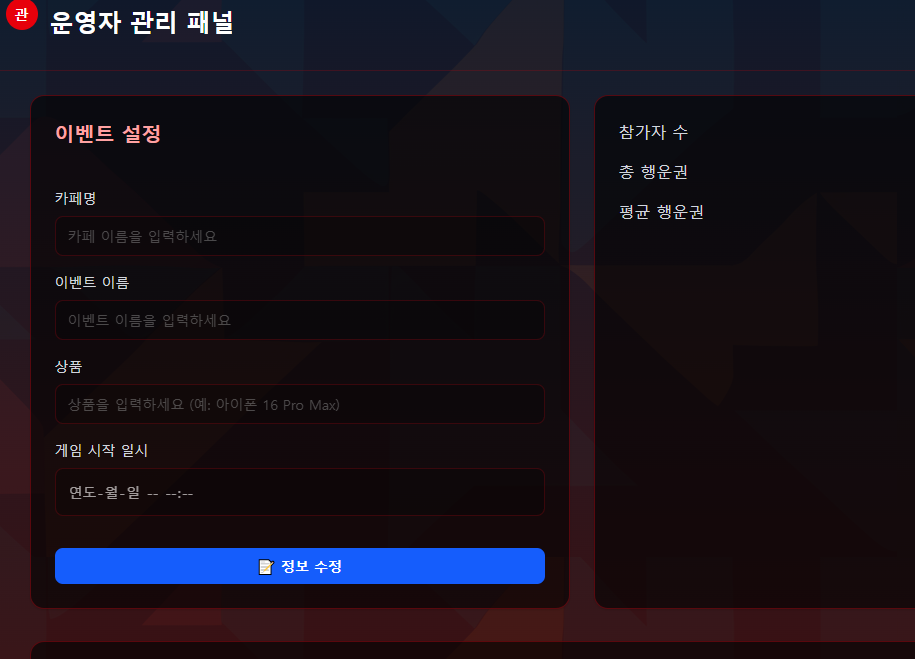 관
운영자 관리 패널
이벤트 설정
카페명
카페 이름을 입력하세요
이벤트 이름
이벤트 이름을 입력하세요
상품
상품을 입력하세요 (예: 아이폰 16 Pro Max)
게임 시작 일시
연도-월-일 -- --:--
📝 정보 수정
참가자 수
총 행운권
평균 행운권